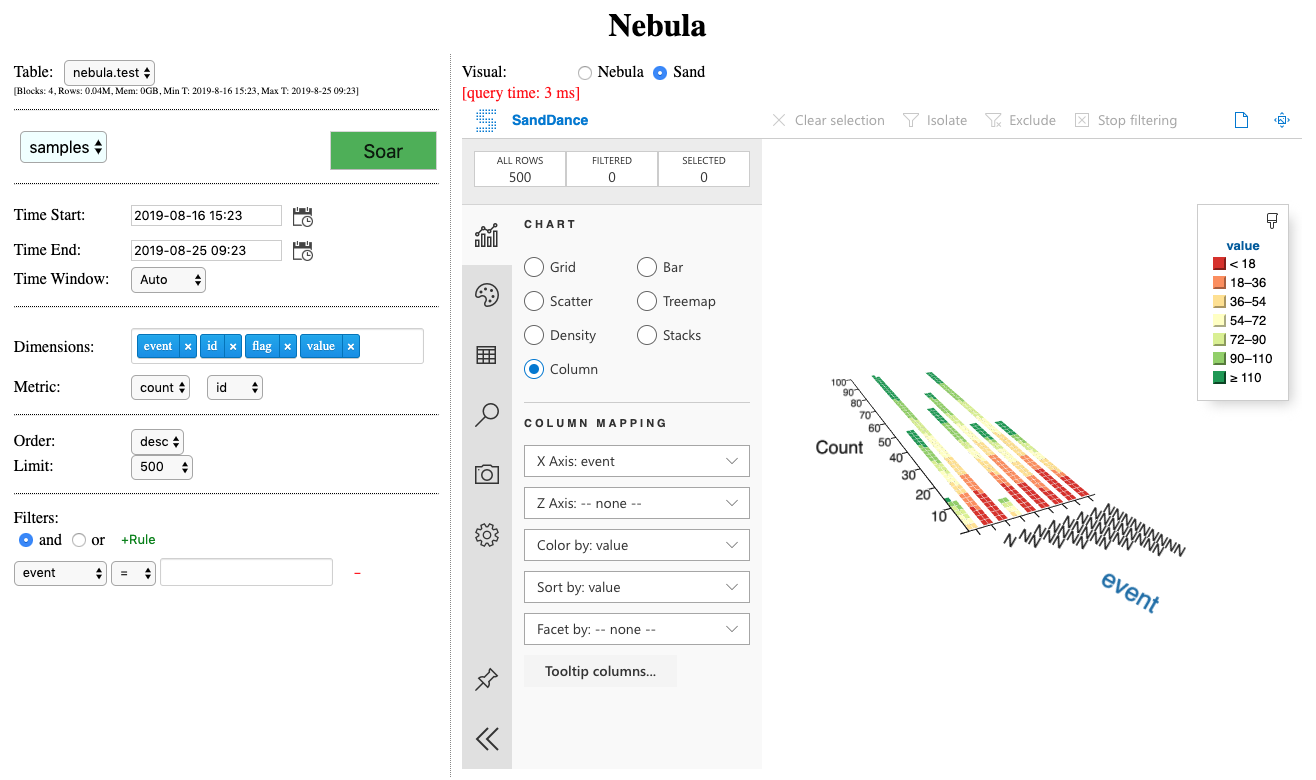 Nebula
Table: nebula.test
[Blocks: 4, Rows: 0.04M, Mem: 0GB, Min T: 2019-8-16 15:23, Max T: 2019-8-25 09:23]
samples Soar
Time Start: 2019-08-16 15:23
Time End: 2019-08-25 09:23
Time Window: Auto
Dimensions: event × id × flag × value ×
Metric: count id
Order: desc
Limit: 500
Filters:
and or +Rule
event = −
Visual: Nebula Sand
[query time: 3 ms]
SandDance Clear selection Isolate Exclude Stop filtering
ALL ROWS FILTERED SELECTED
500 0 0
CHART
Grid Bar
Scatter Treemap
Density Stacks
Column
COLUMN MAPPING
X Axis: event
Z Axis: -- none --
Color by: value
Sort by: value
Facet by: -- none --
Tooltip columns...
value
< 18
18–36
36–54
54–72
72–90
90–110
≥ 110
100
90
80
70
60
50
40
30
20
10
Count
event